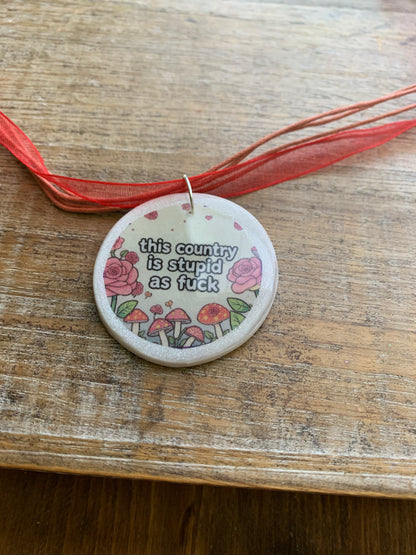 this country
is stupid
as fuck